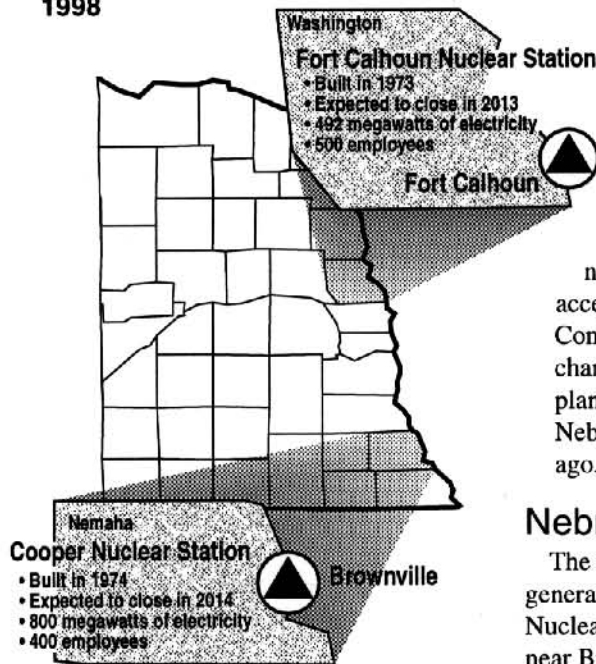 1998
Washington
Fort Calhoun Nuclear Station
• Built in 1973
• Expected to close in 2013
• 492 megawatts of electricity
• 500 employees
Fort Calhoun
Nemaha
Cooper Nuclear Station
• Built in 1974
• Expected to close in 2014
• 800 megawatts of electricity
• 400 employees
Brownville
n
acce
Con
char
plan
Neb
ago.
Nebr
The
genera
Nuclea
near B